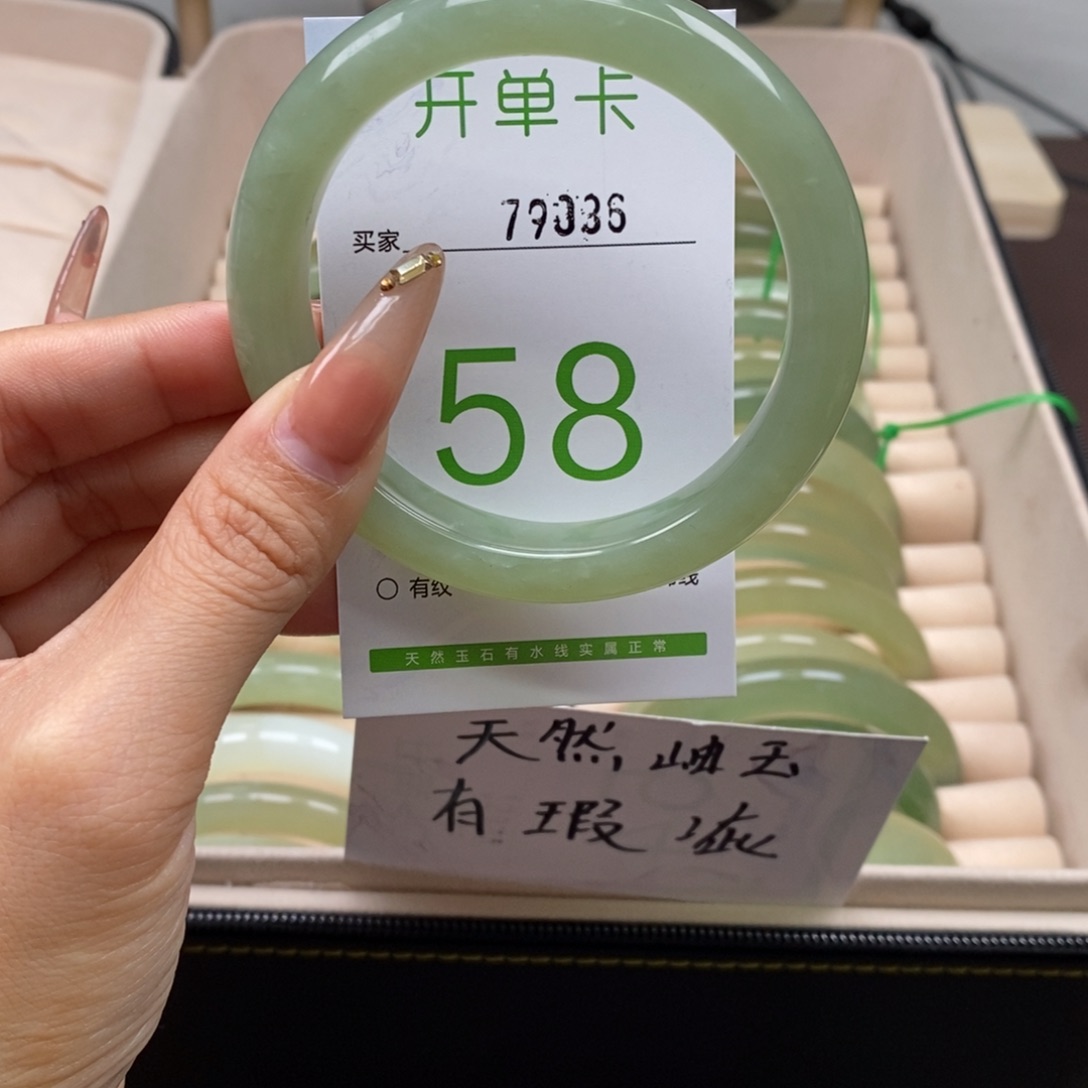 开单卡
买家 79036
58
○ 有纹
天然玉石有水线实属正常
天然岫玉
有瑕疵